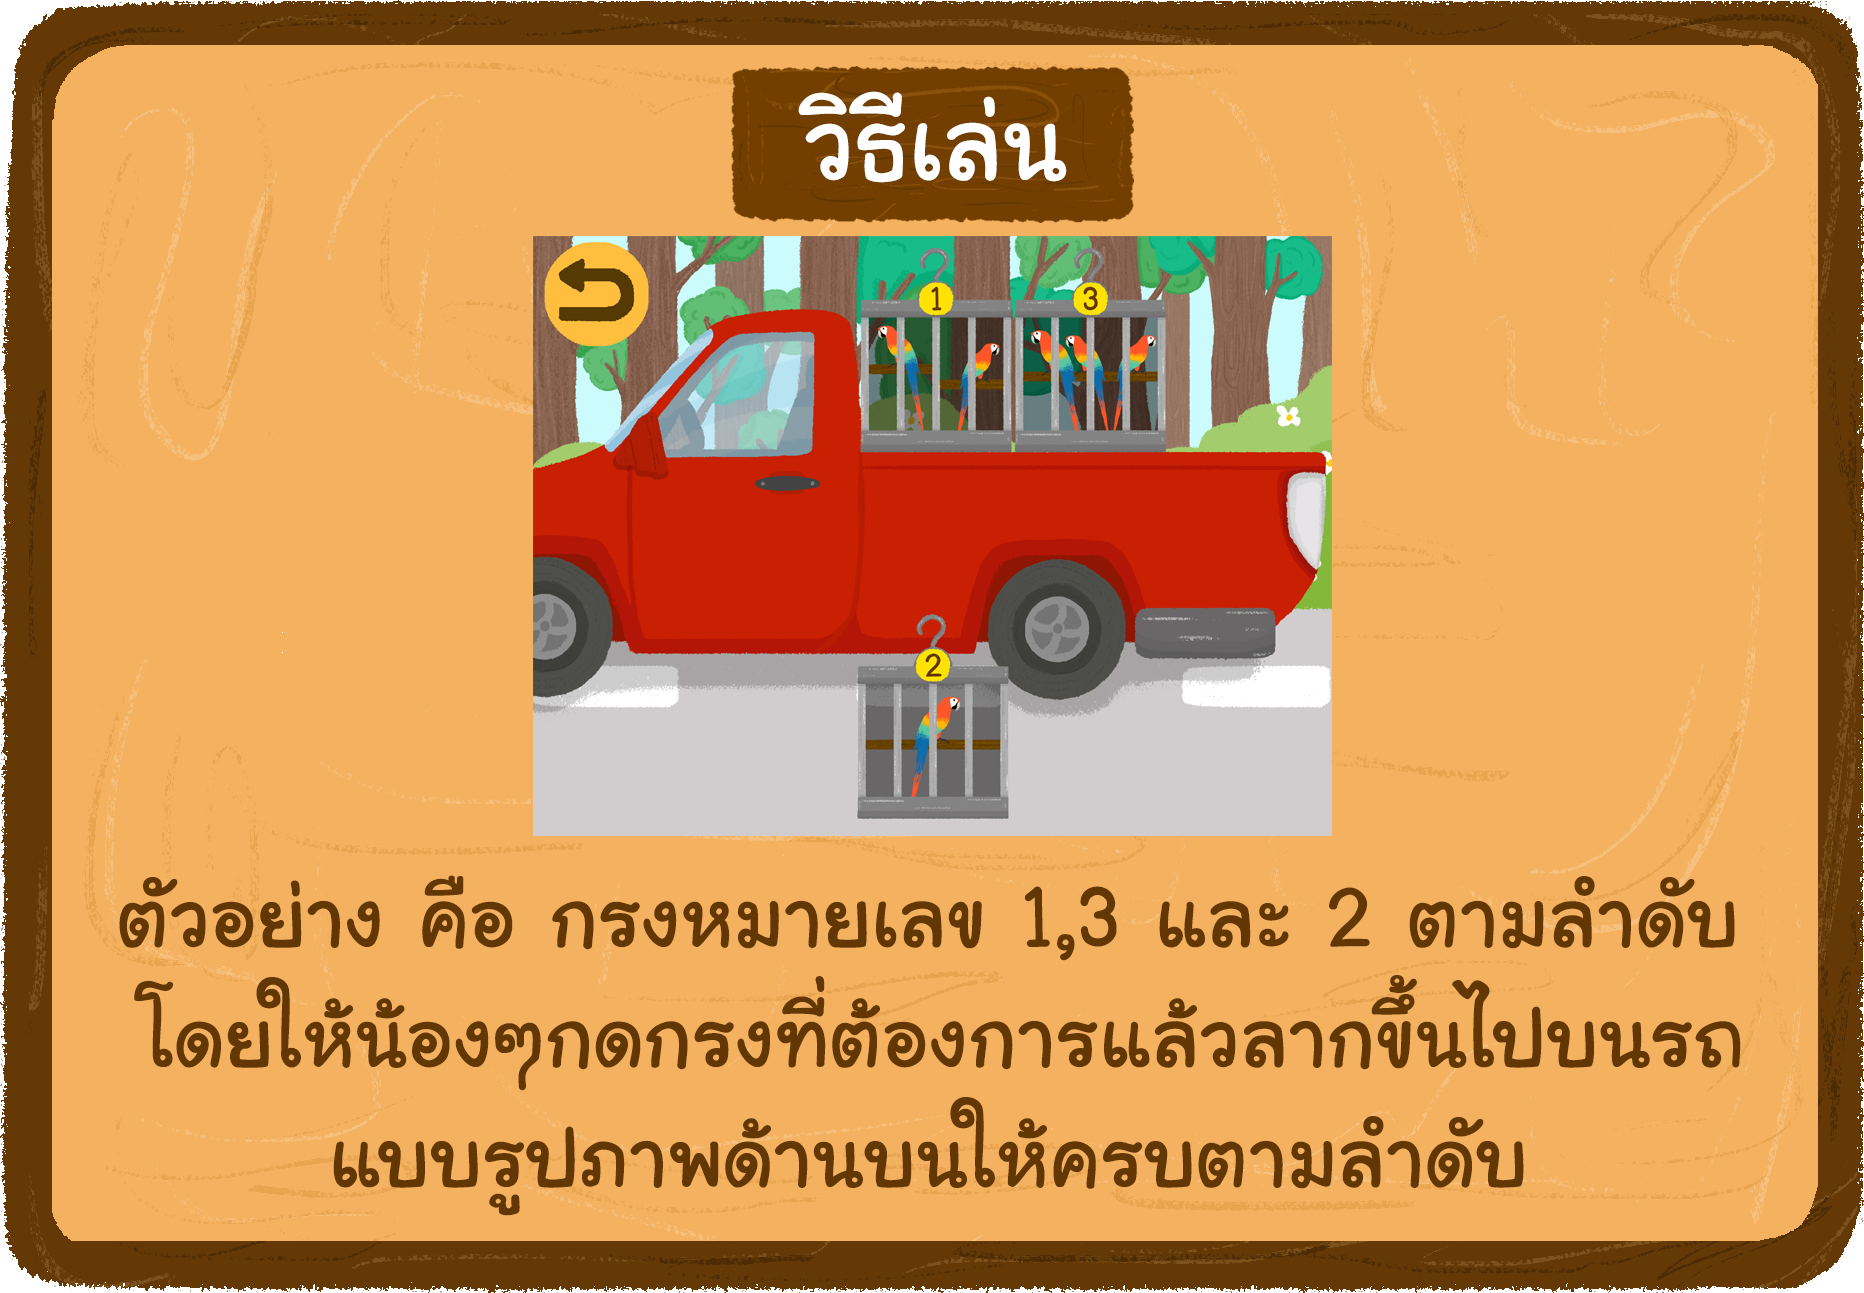 วิธีเล่น
1 3
2
ตัวอย่าง คือ กรงหมายเลข 1,3 และ 2 ตามลำดับ
โดยให้น้องๆกดกรงที่ต้องการแล้วลากขึ้นไปบนรถ
แบบรูปภาพด้านบนให้ครบตามลำดับ